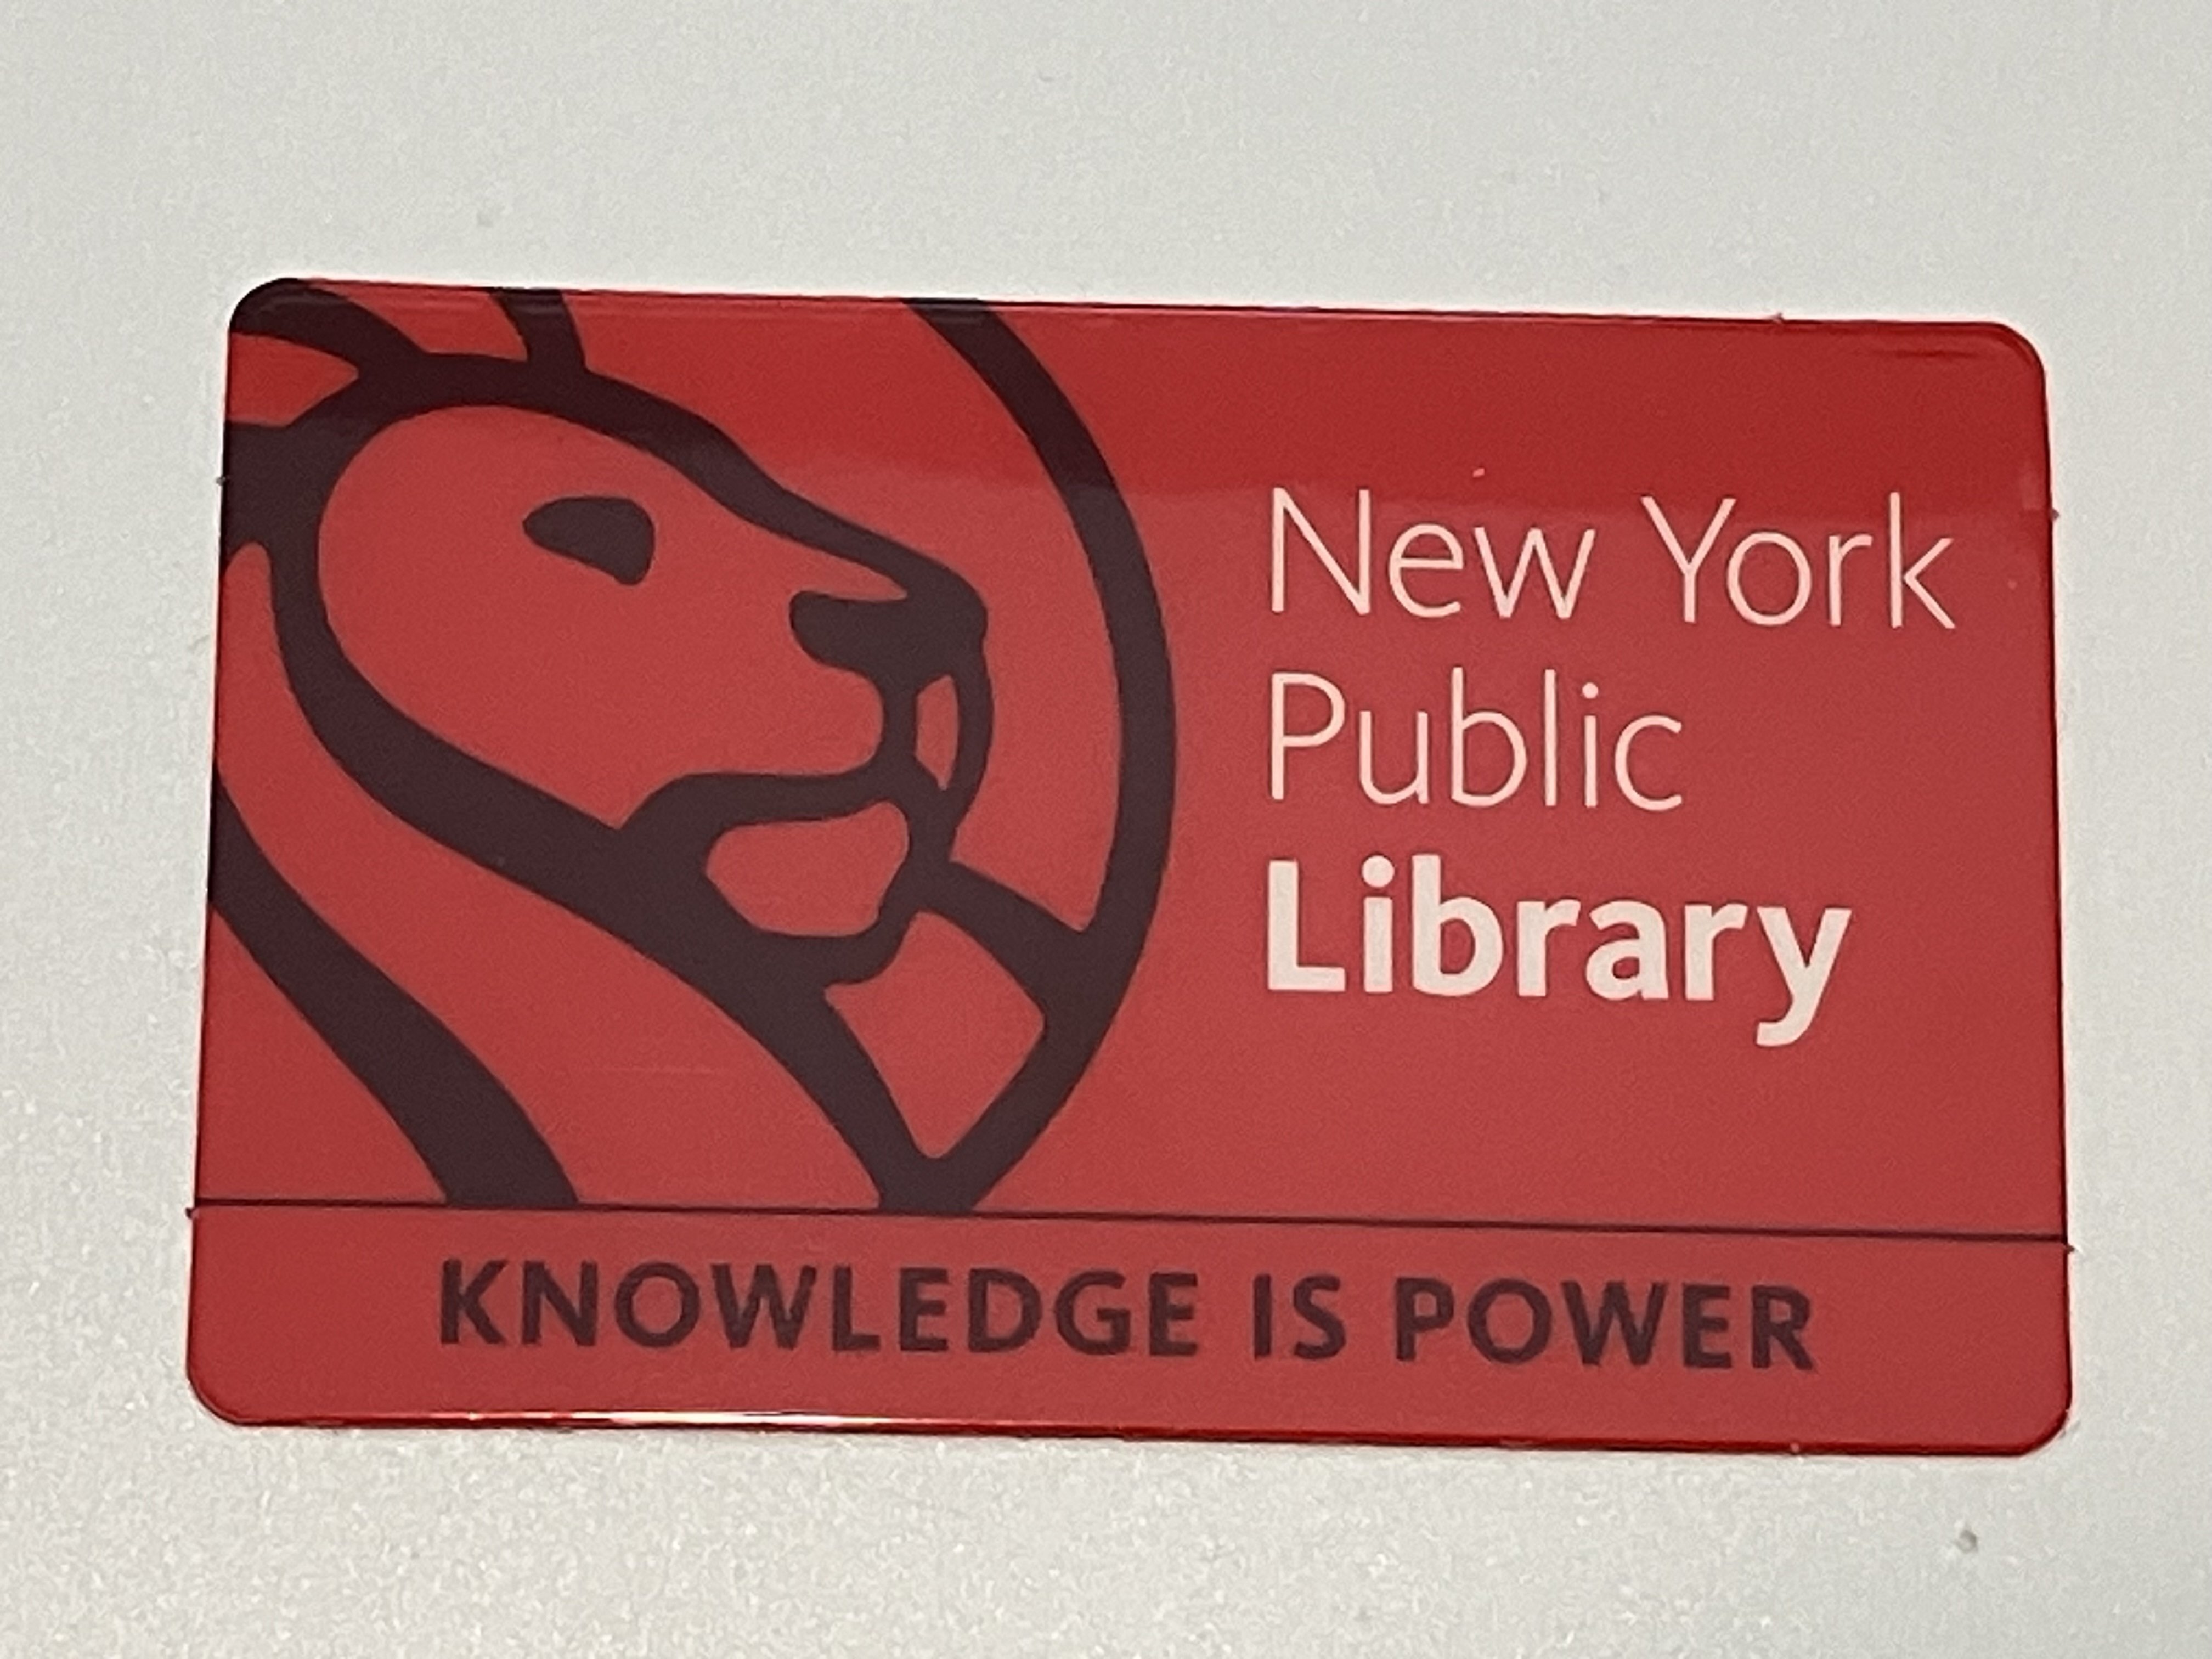 New York
Public
Library
KNOWLEDGE IS POWER